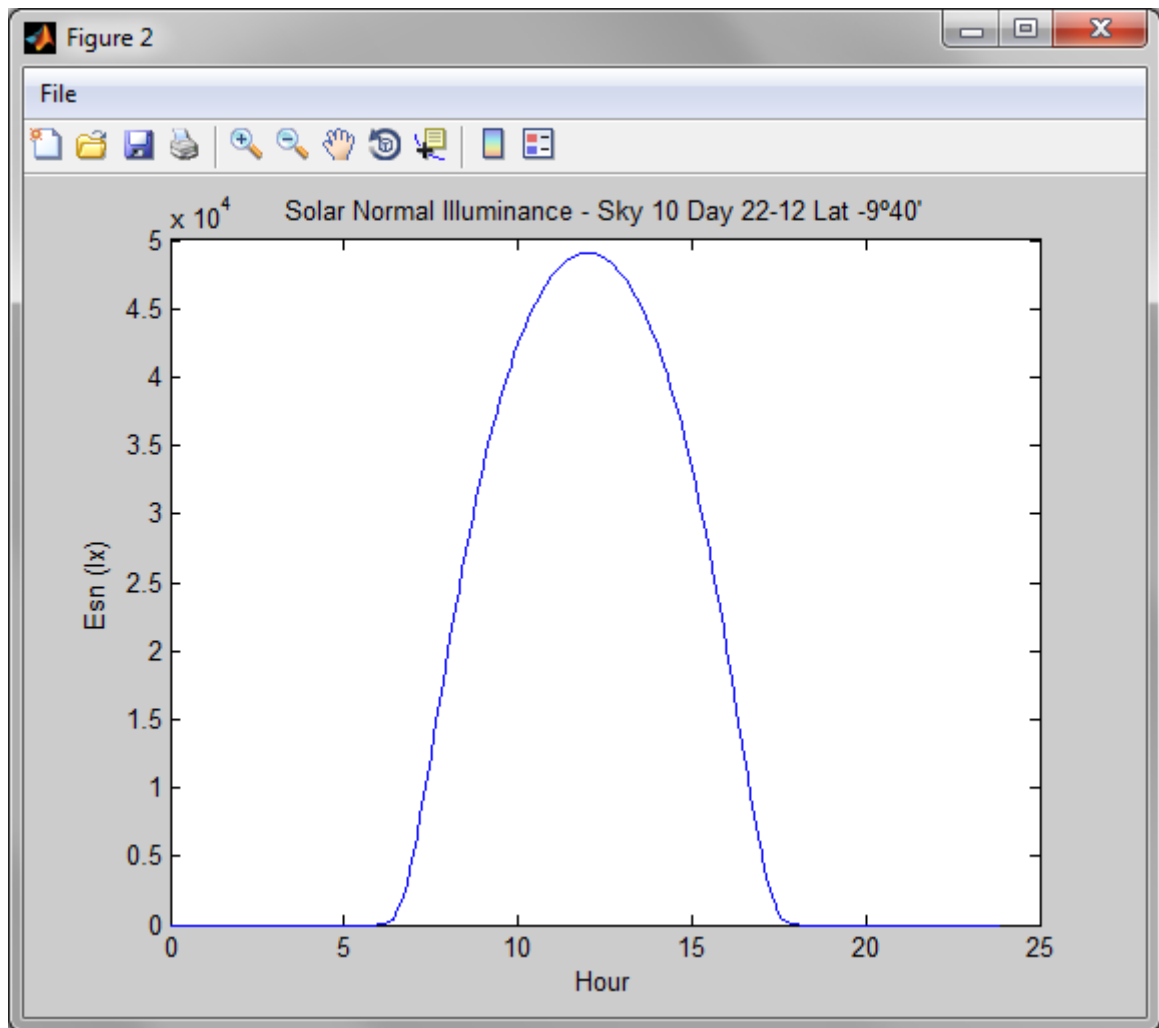 Figure 2
File
x 10^4
Solar Normal Illuminance - Sky 10 Day 22-12 Lat -9º40'
5
4.5
4
3.5
3
2.5
2
1.5
1
0.5
0
Esn (lx)
0 5 10 15 20 25
Hour